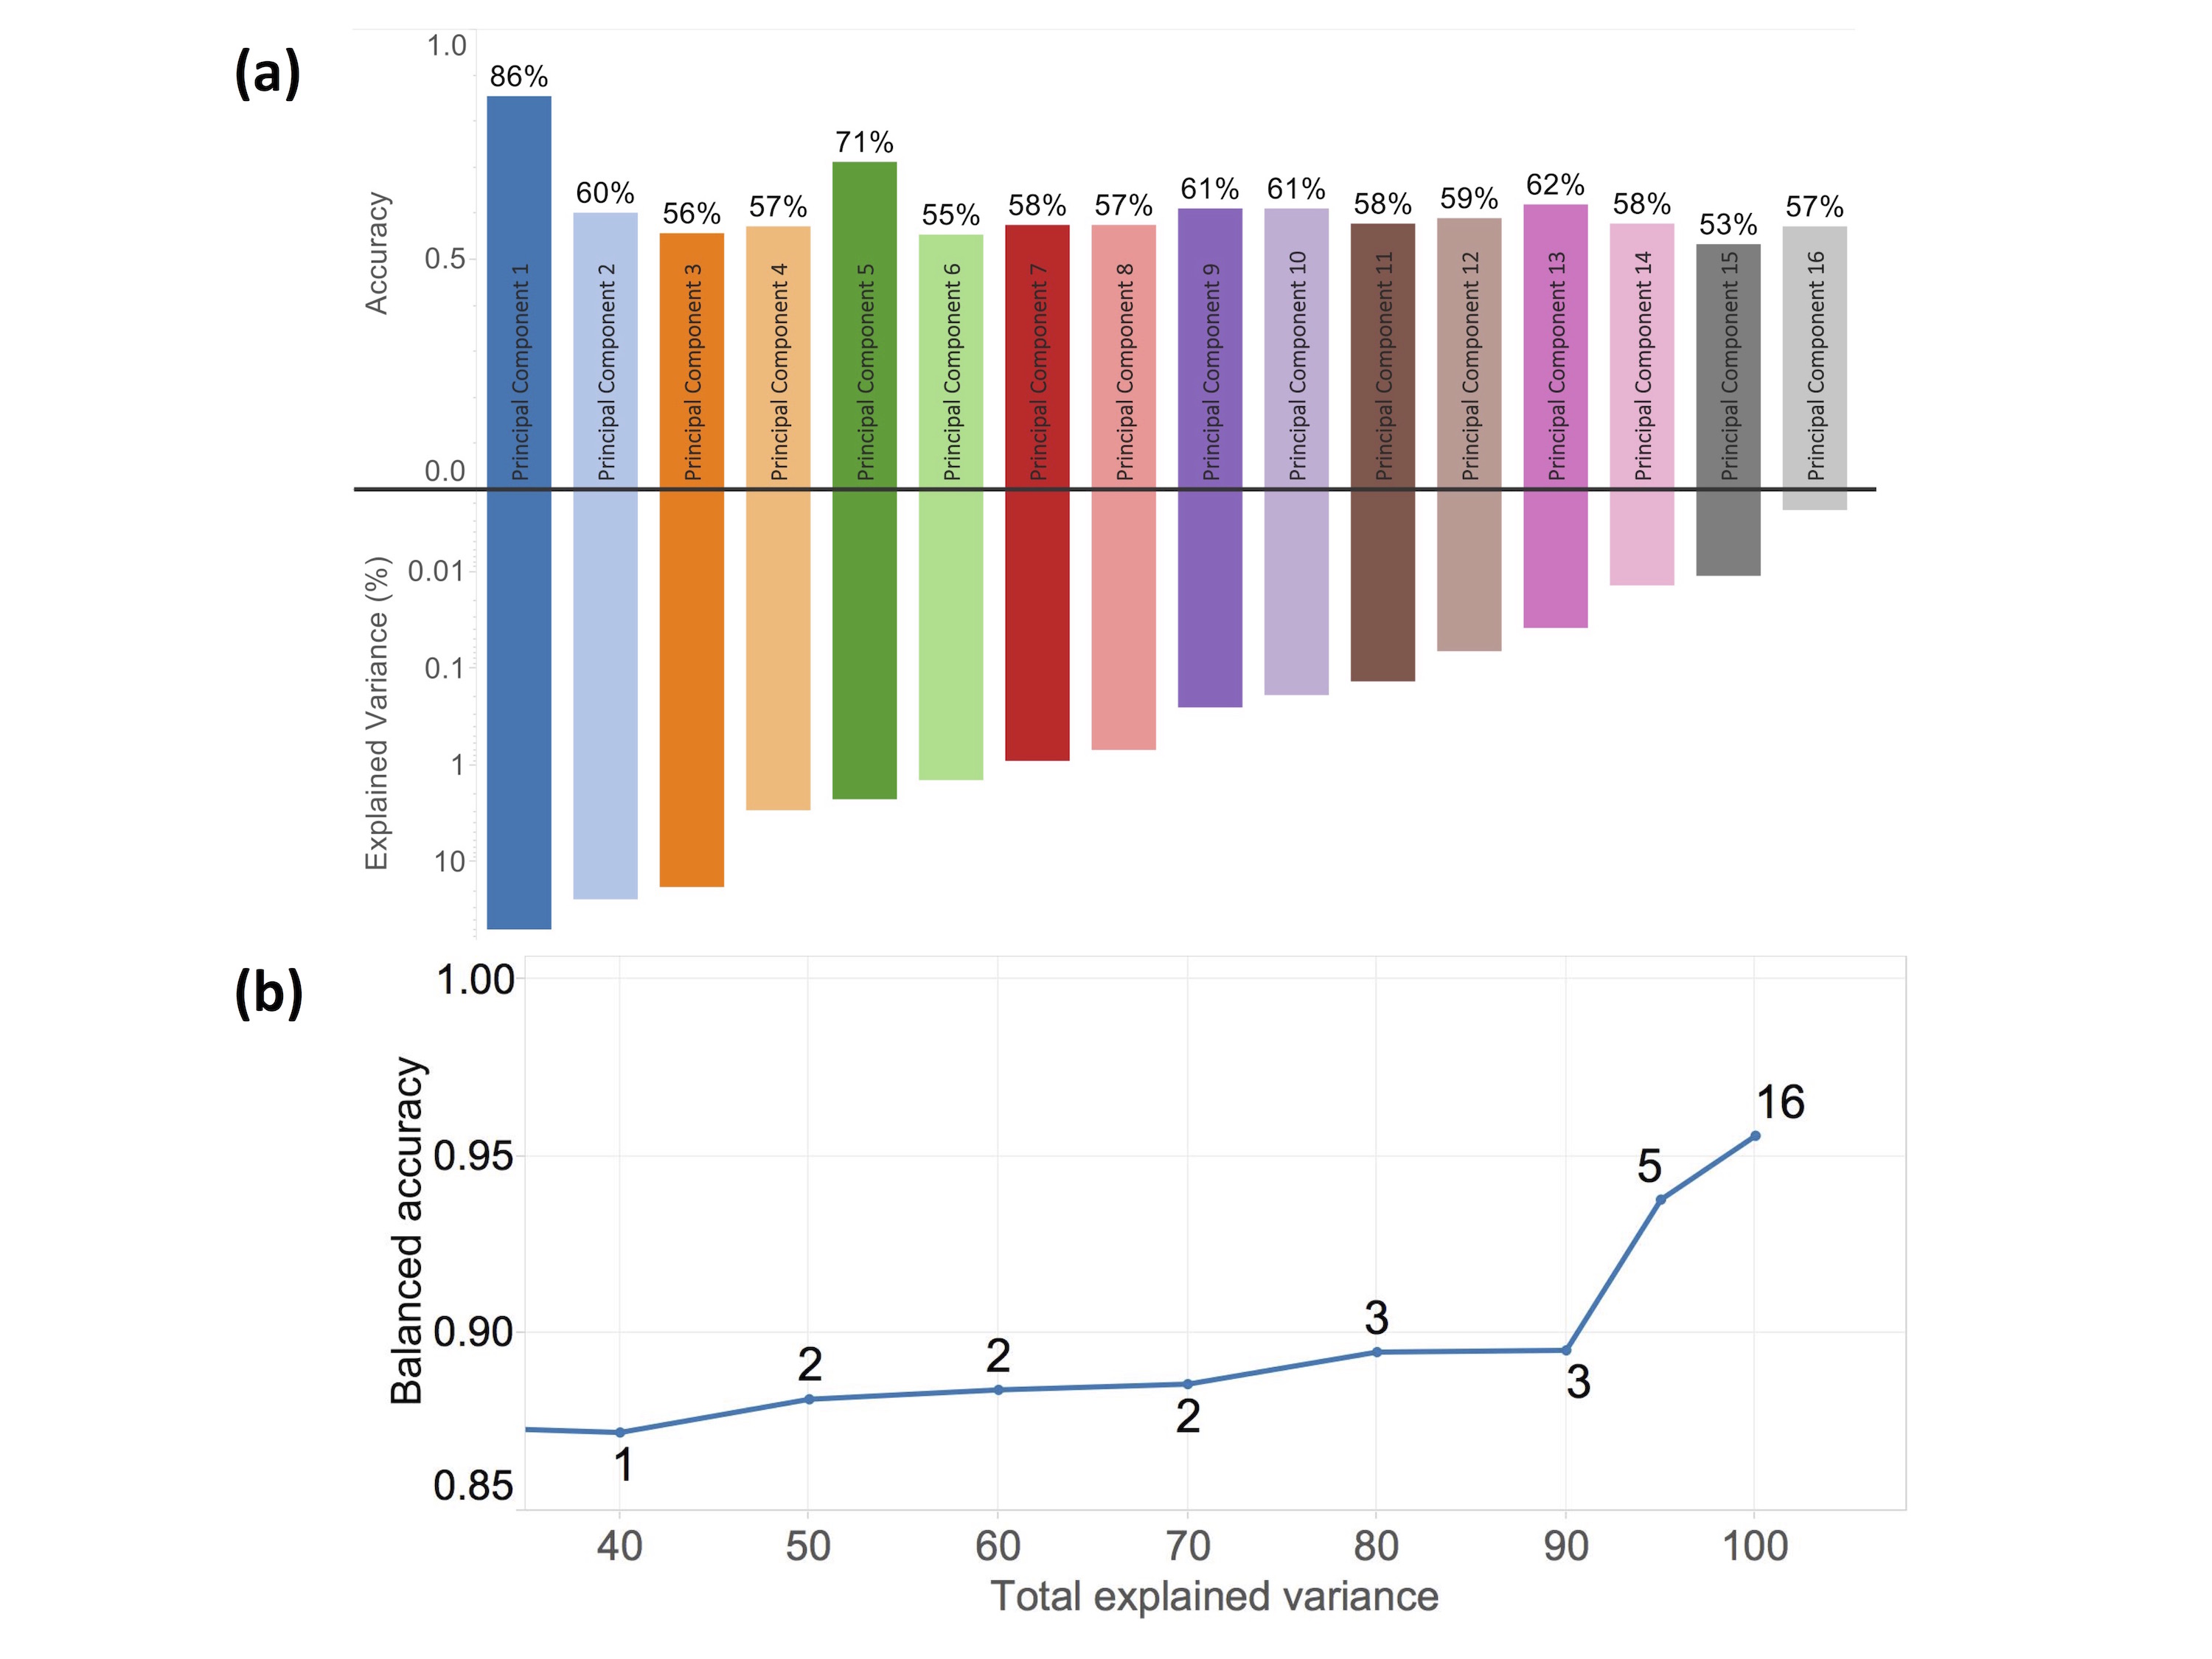 (a)
1.0
0.5
0.0
Accuracy
86%
60%
56%
57%
71%
55%
58%
57%
61%
61%
58%
59%
62%
58%
53%
57%
Principal Component 1
Principal Component 2
Principal Component 3
Principal Component 4
Principal Component 5
Principal Component 6
Principal Component 7
Principal Component 8
Principal Component 9
Principal Component 10
Principal Component 11
Principal Component 12
Principal Component 13
Principal Component 14
Principal Component 15
Principal Component 16
Explained Variance (%)
0.01
0.1
1
10
(b)
Balanced accuracy
1.00
0.95
0.90
0.85
1
2
2
2
3
3
5
16
40
50
60
70
80
90
100
Total explained variance